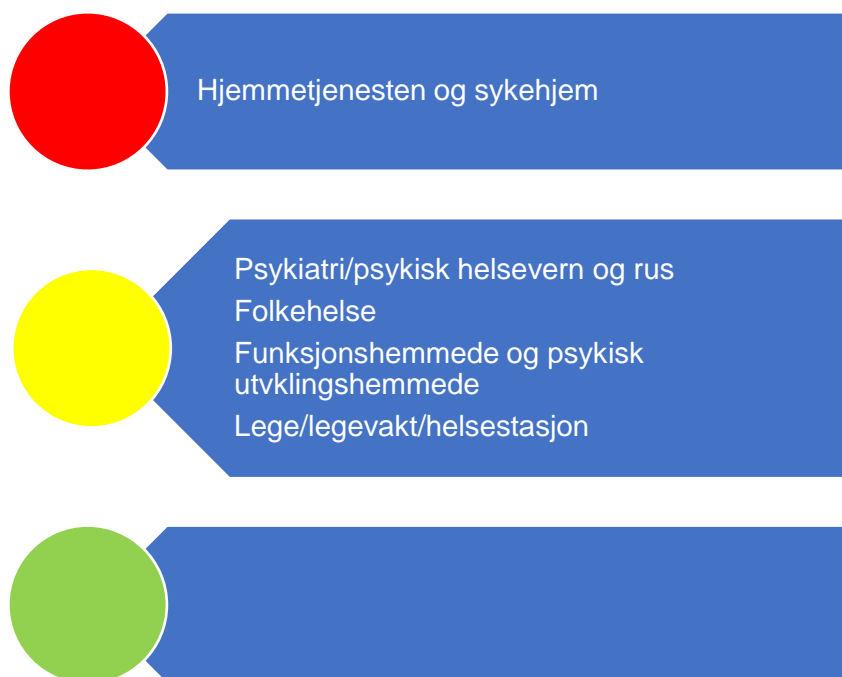 Hjemmetjenesten og sykehjem
Psykiatri/psykisk helsevern og rus
Folkehelse
Funksjonshemmede og psykisk
utvklingshemmede
Lege/legevakt/helsestasjon